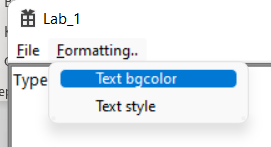 Lab_1
File Formatting..
Type
Text bgcolor
Text style